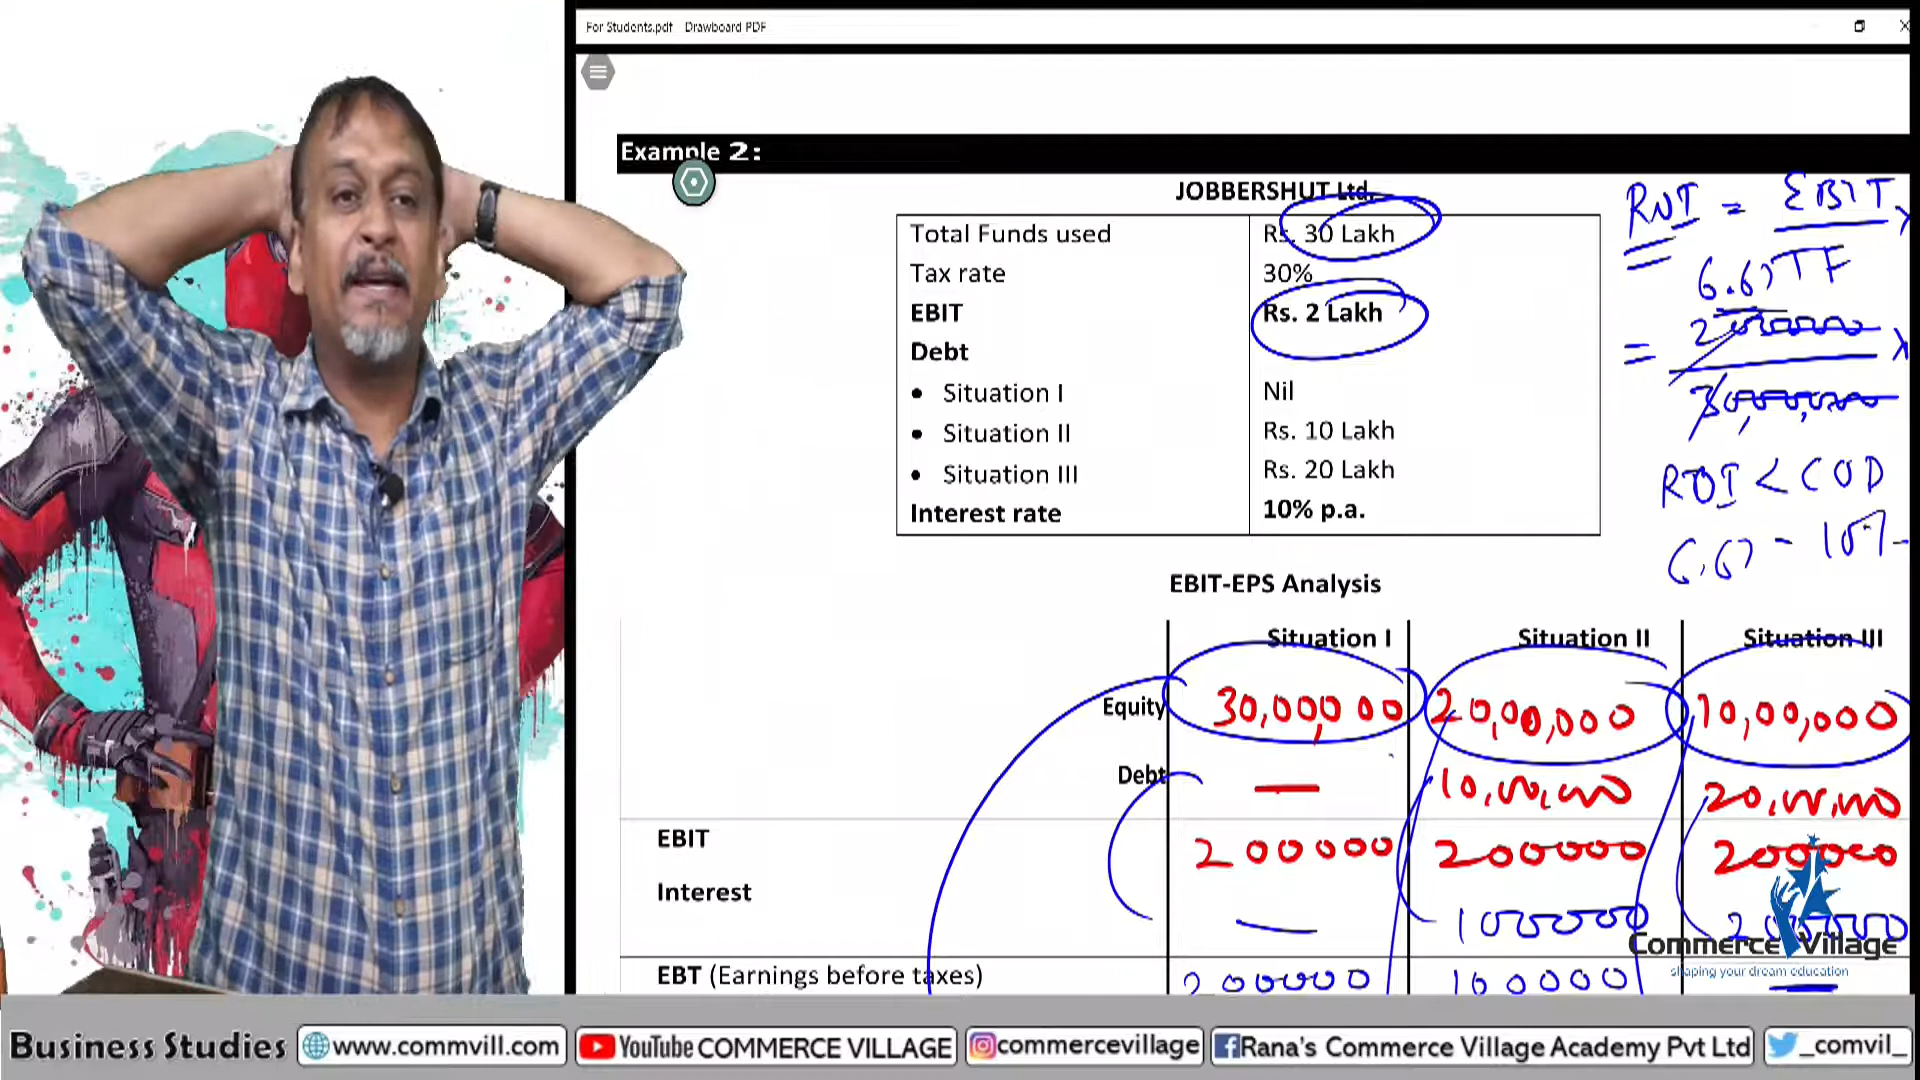 For Students.pdf Drawboard PDF
Example 2:
JOBBERSHUT Ltd.
Total Funds used Rs. 30 Lakh
Tax rate 30%
EBIT Rs. 2 Lakh
Debt
• Situation I Nil
• Situation II Rs. 10 Lakh
• Situation III Rs. 20 Lakh
Interest rate 10% p.a.
ROI = EBIT ×
TF
6.67
=
ROI < COD
6.67 - 10%
EBIT-EPS Analysis
Situation I Situation II Situation III
Equity 30,00,000 20,00,000 10,00,000
Debt — 10,00,000 20,00,000
EBIT 200000 200000 200000
Interest — 100000 200000
EBT (Earnings before taxes) 200000 100000 —
Commerce Village
shaping your dream education
Business Studies www.commvill.com YouTube COMMERCE VILLAGE commercevillage Rana's Commerce Village Academy Pvt Ltd _comvil_